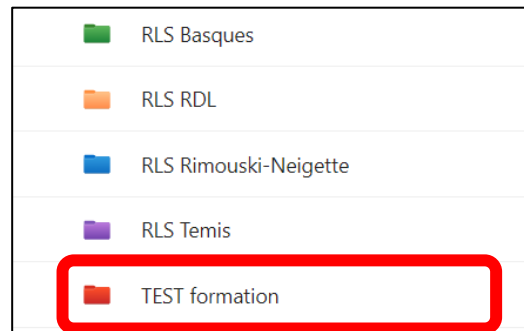 RLS Basques
RLS RDL
RLS Rimouski-Neigette
RLS Temis
TEST formation